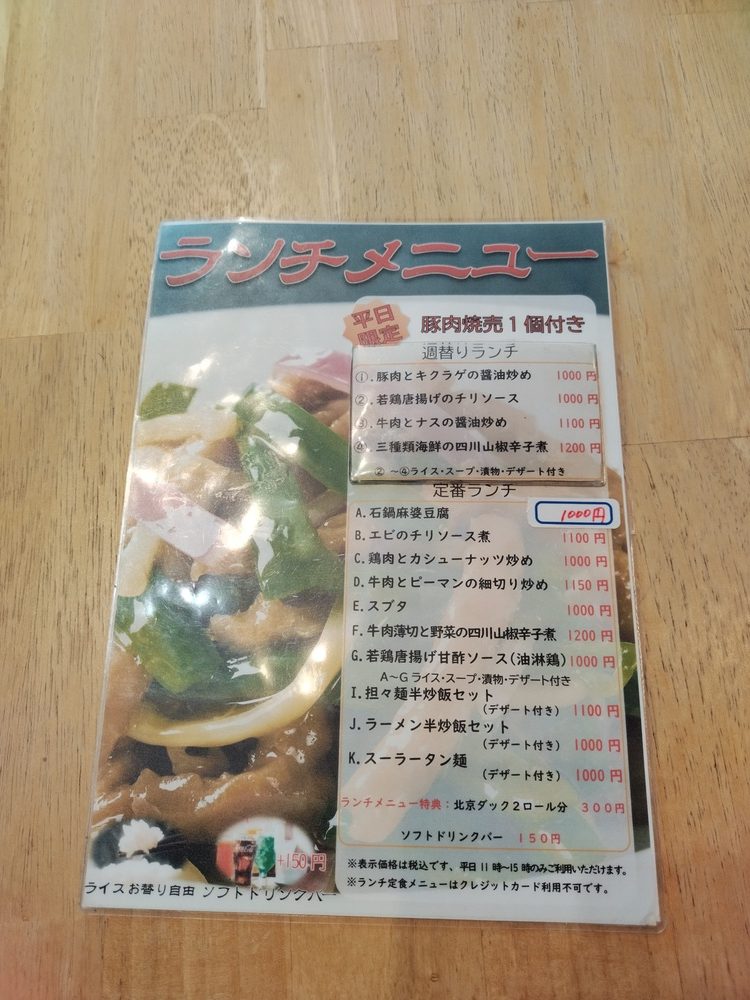 ランチメニュー
平日
限定
豚肉焼売1個付き
週替りランチ
①.豚肉とキクラゲの醤油炒め 1000円
②.若鶏唐揚げのチリソース 1000円
③.牛肉とナスの醤油炒め 1100円
④.三種類海鮮の四川山椒辛子煮 1200円
②~④ライス・スープ・漬物・デザート付き
定番ランチ
A.石鍋麻婆豆腐 1000円
B.エビのチリソース煮 1100円
C.鶏肉とカシューナッツ炒め 1000円
D.牛肉とピーマンの細切り炒め 1150円
E.スブタ 1000円
F.牛肉薄切と野菜の四川山椒辛子煮 1200円
G.若鶏唐揚げ甘酢ソース(油淋鶏) 1000円
A~Gライス・スープ・漬物・デザート付き
I.担々麺半炒飯セット
(デザート付き) 1100円
J.ラーメン半炒飯セット
(デザート付き) 1000円
K.スーラータン麺
(デザート付き) 1000円
ランチメニュー特典:北京ダック2ロール分 300円
ソフトドリンクバー 150円
+150円
ライスお替り自由 ソフトドリンクバー
※表示価格は税込です、平日11時~15時のみご利用いただけます。
※ランチ定食メニューはクレジットカード利用不可です。